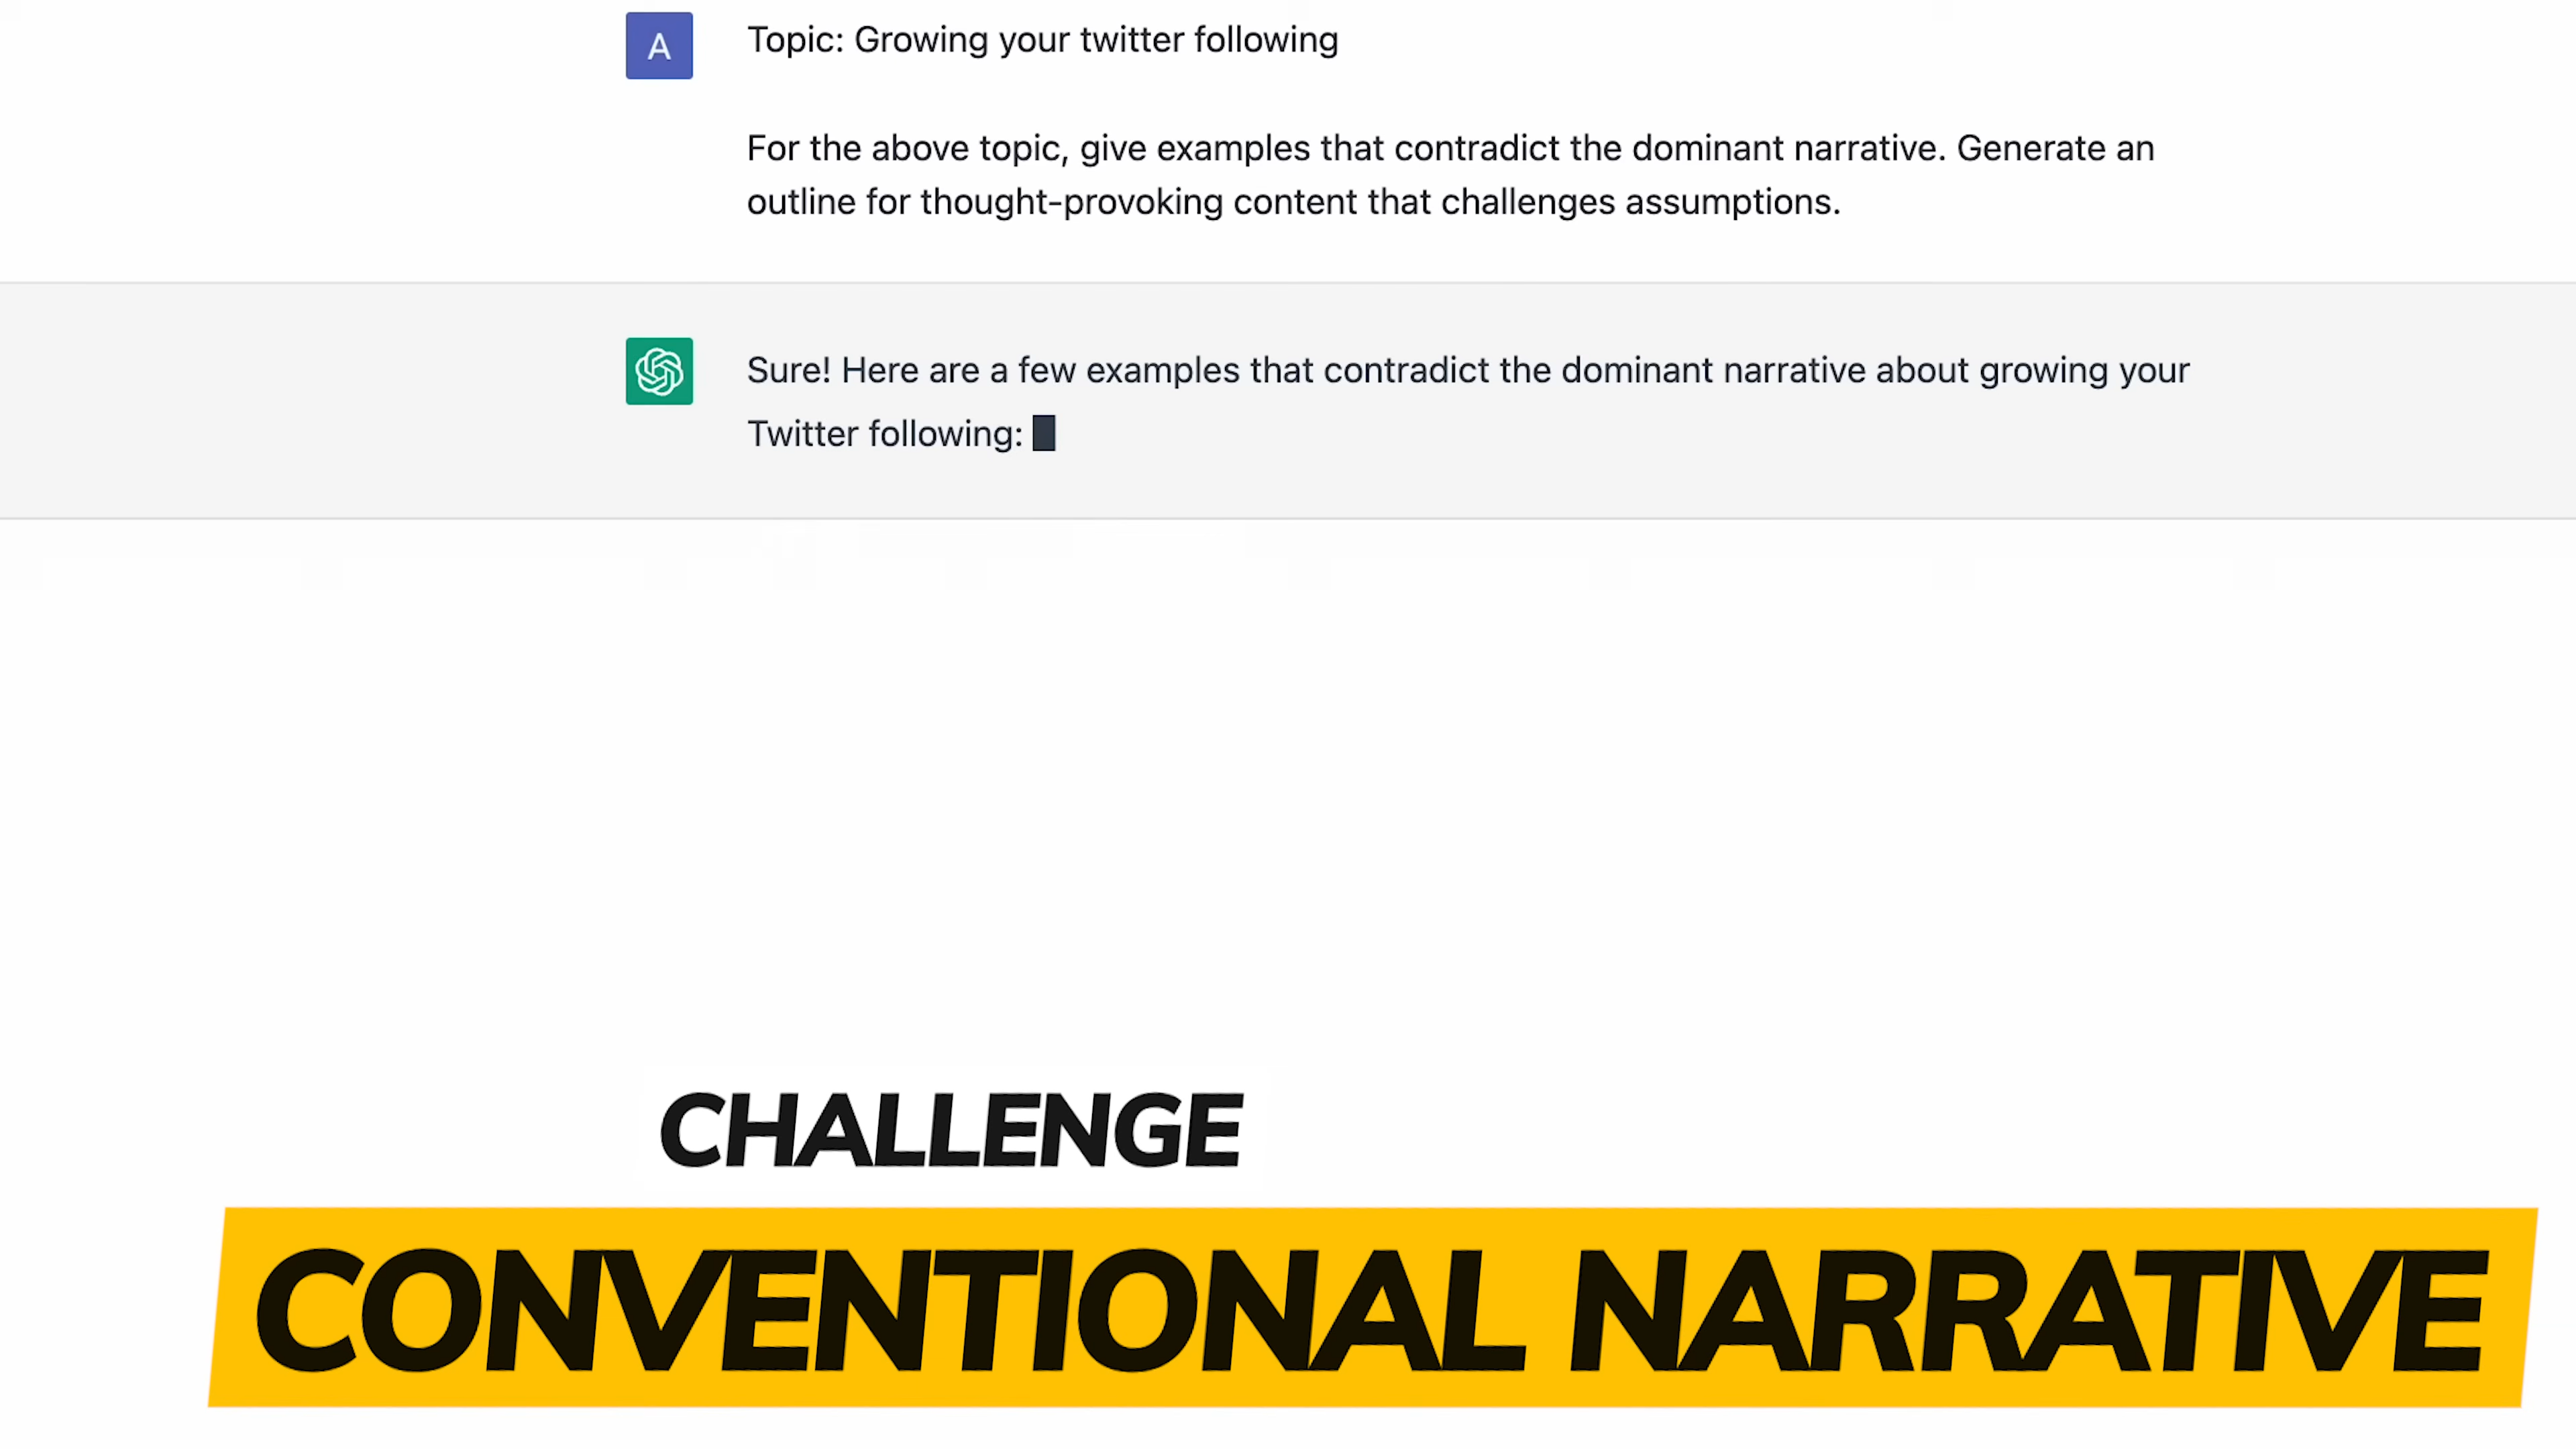 A
Topic: Growing your twitter following
For the above topic, give examples that contradict the dominant narrative. Generate an
outline for thought-provoking content that challenges assumptions.
Sure! Here are a few examples that contradict the dominant narrative about growing your
Twitter following:
CHALLENGE
CONVENTIONAL NARRATIVE